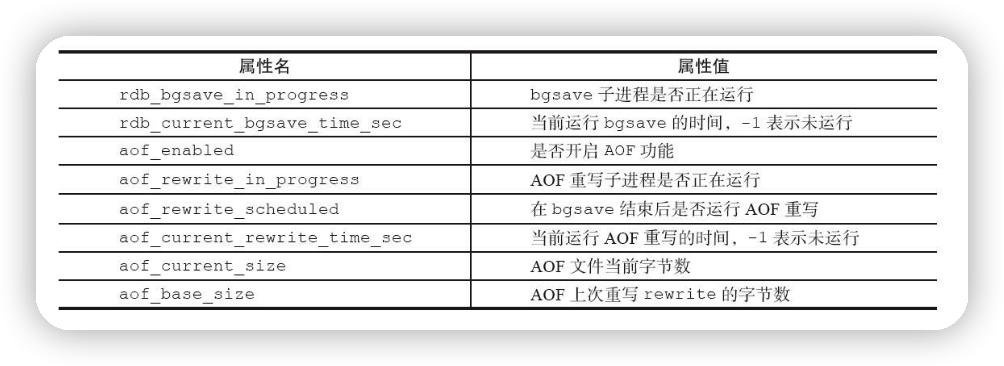 属性名 属性值
rdb_bgsave_in_progress bgsave 子进程是否正在运行
rdb_current_bgsave_time_sec 当前运行 bgsave 的时间，-1 表示未运行
aof_enabled 是否开启 AOF 功能
aof_rewrite_in_progress AOF 重写子进程是否正在运行
aof_rewrite_scheduled 在 bgsave 结束后是否运行 AOF 重写
aof_current_rewrite_time_sec 当前运行 AOF 重写的时间，-1 表示未运行
aof_current_size AOF 文件当前字节数
aof_base_size AOF 上次重写 rewrite 的字节数